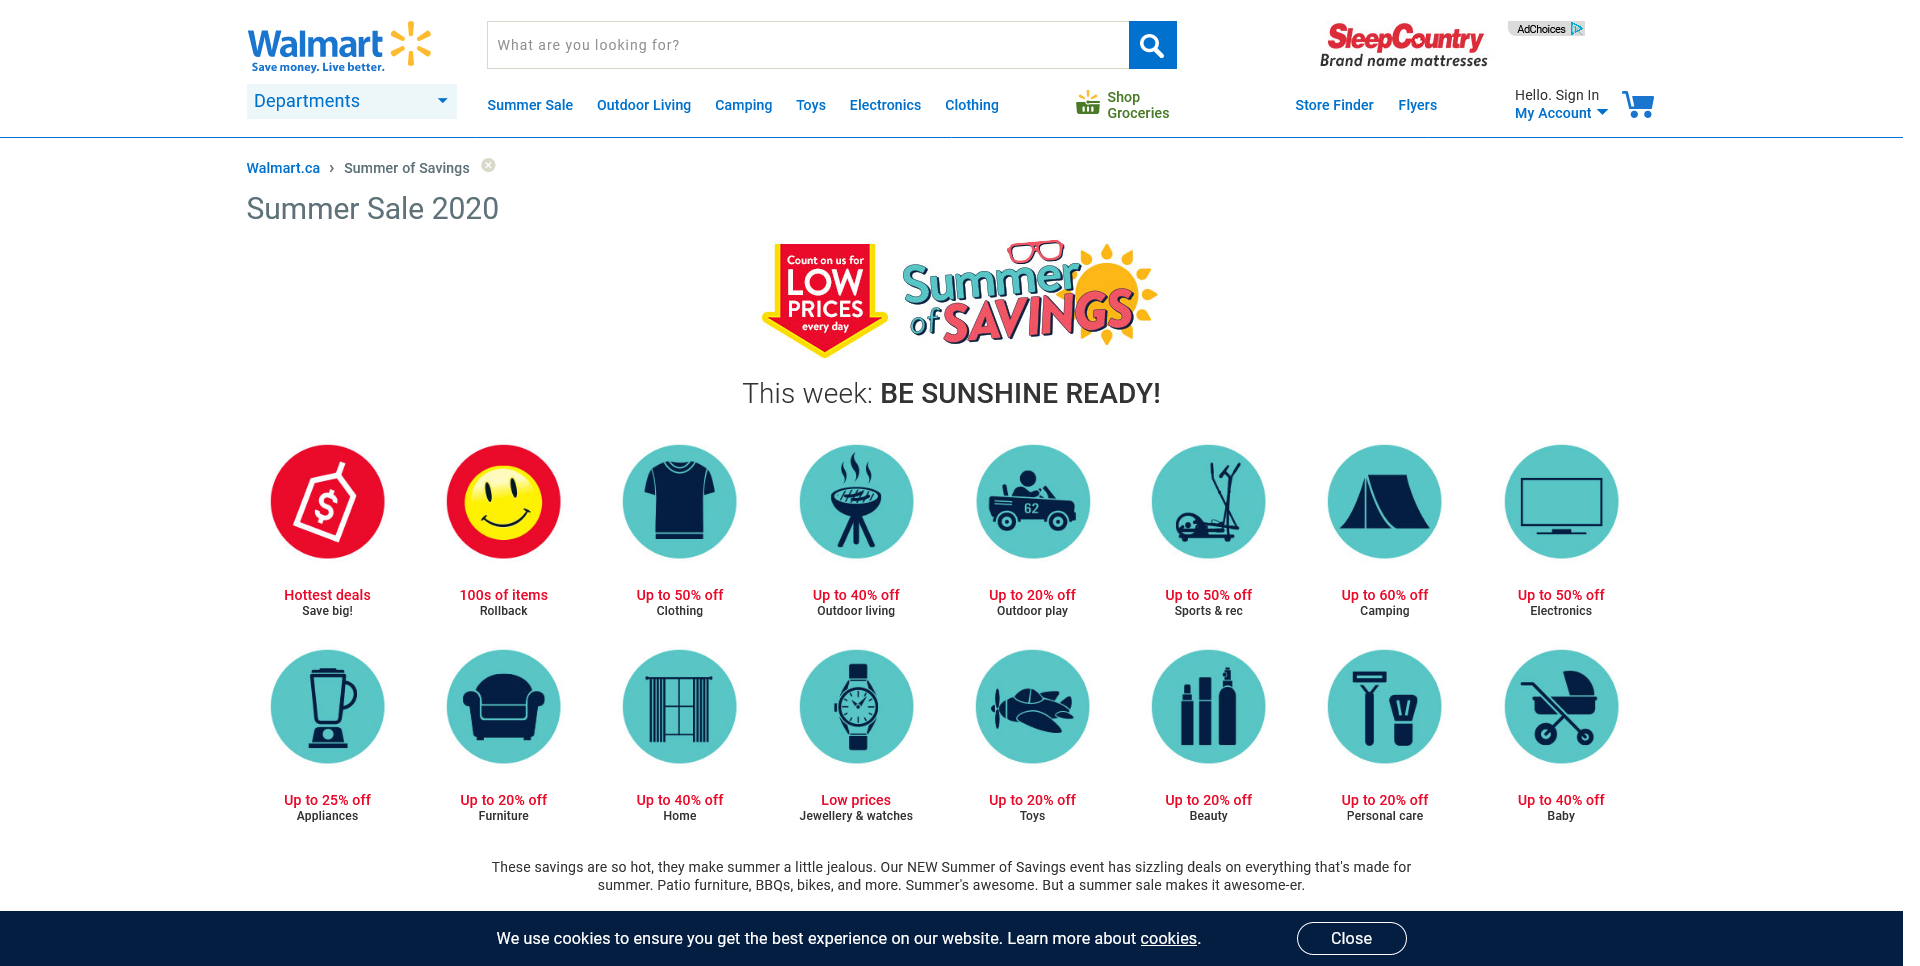 Walmart
Save money. Live better.
What are you looking for?
SleepCountry
Brand name mattresses
AdChoices
Departments
Summer Sale
Outdoor Living
Camping
Toys
Electronics
Clothing
Shop
Groceries
Store Finder
Flyers
Hello. Sign In
My Account
Walmart.ca › Summer of Savings
Summer Sale 2020
Count on us for
LOW
PRICES
every day
Summer
of SAVINGS
This week: BE SUNSHINE READY!
$
62
Hottest deals
Save big!
100s of items
Rollback
Up to 50% off
Clothing
Up to 40% off
Outdoor living
Up to 20% off
Outdoor play
Up to 50% off
Sports & rec
Up to 60% off
Camping
Up to 50% off
Electronics
Up to 25% off
Appliances
Up to 20% off
Furniture
Up to 40% off
Home
Low prices
Jewellery & watches
Up to 20% off
Toys
Up to 20% off
Beauty
Up to 20% off
Personal care
Up to 40% off
Baby
These savings are so hot, they make summer a little jealous. Our NEW Summer of Savings event has sizzling deals on everything that's made for
summer. Patio furniture, BBQs, bikes, and more. Summer's awesome. But a summer sale makes it awesome-er.
We use cookies to ensure you get the best experience on our website. Learn more about cookies.
Close